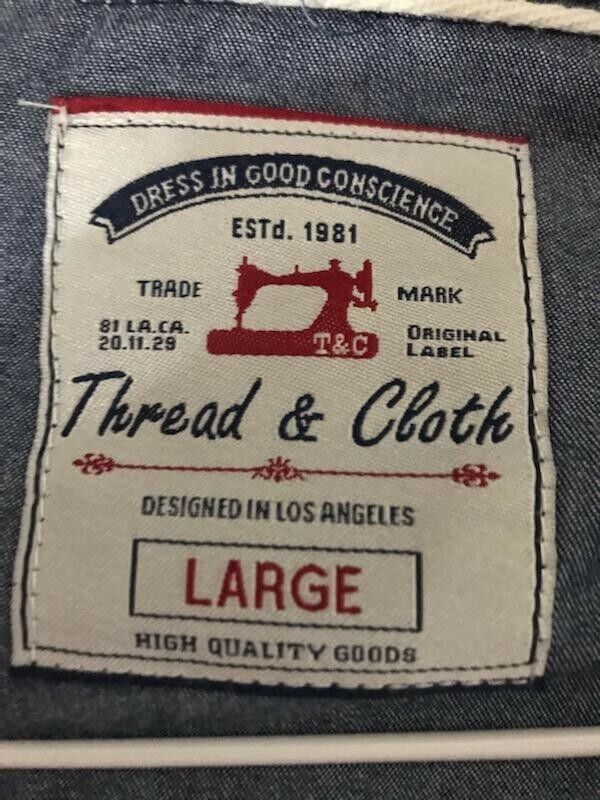 DRESS IN GOOD CONSCIENCE
ESTd. 1981
TRADE MARK
81 LA.CA.
20.11.29
T&C
ORIGINAL
LABEL
Thread & Cloth
DESIGNED IN LOS ANGELES
LARGE
HIGH QUALITY GOODS